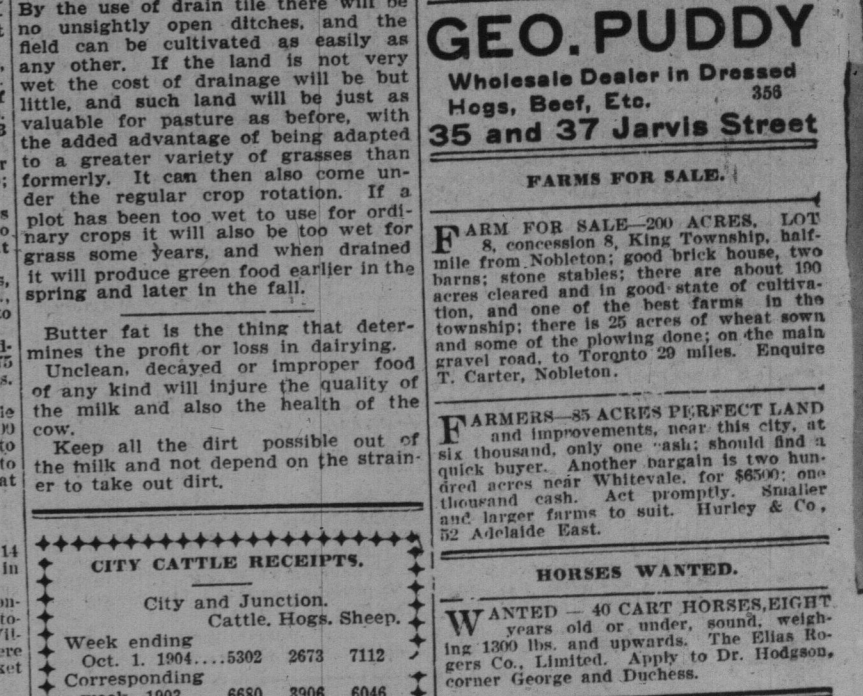 By the use of drain tile there will be
no unsightly open ditches, and the
field can be cultivated as easily as
any other. If the land is not very
wet the cost of drainage will be but
little, and such land will be just as
valuable for pasture as before, with
the added advantage of being adapted
to a greater variety of grasses than
formerly. It can then also come un-
der the regular crop rotation. If a
plot has been too wet to use for ordi-
nary crops it will also be too wet for
grass some years, and when drained
it will produce green food earlier in the
spring and later in the fall.
Butter fat is the thing that deter-
mines the profit or loss in dairying.
Unclean, decayed or improper food
of any kind will injure the quality of
the milk and also the health of the
cow.
Keep all the dirt possible out of
the milk and not depend on the strain-
er to take out dirt.
CITY CATTLE RECEIPTS.
City and Junction.
Cattle. Hogs. Sheep.
Week ending
Oct. 1. 1904....5302 2673 7112
Corresponding
week 1903 6680 3906 6046
GEO. PUDDY
Wholesale Dealer in Dressed
Hogs, Beef, Etc. 356
35 and 37 Jarvis Street
FARMS FOR SALE.
FARM FOR SALE—200 ACRES, LOT
8, concession 8, King Township, half-
mile from Nobleton; good brick house, two
barns; stone stables; there are about 190
acres cleared and in good state of cultiva-
tion, and one of the best farms in the
township; there is 25 acres of wheat sown
and some of the plowing done; on the main
gravel road, to Toronto 29 miles. Enquire
T. Carter, Nobleton.
FARMERS—85 ACRES PERFECT LAND
and improvements, near this city, at
six thousand, only one cash; should find a
quick buyer. Another bargain is two hun-
dred acres near Whitevale, for $6500; one
thousand cash. Act promptly. Smaller
and larger farms to suit. Hurley & Co,
52 Adelaide East.
HORSES WANTED.
WANTED — 40 CART HORSES, EIGHT
years old or under, sound, weigh-
ing 1300 lbs. and upwards. The Elias Ro-
gers Co., Limited. Apply to Dr. Hodgson,
corner George and Duchess.